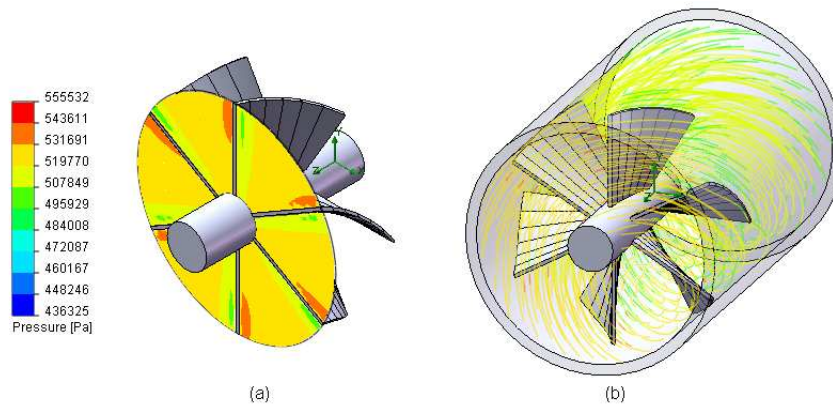 555532
543611
531691
519770
507849
495929
484008
472087
460167
448246
436325
Pressure [Pa]
Y
Z
X
Z
(a)
(b)